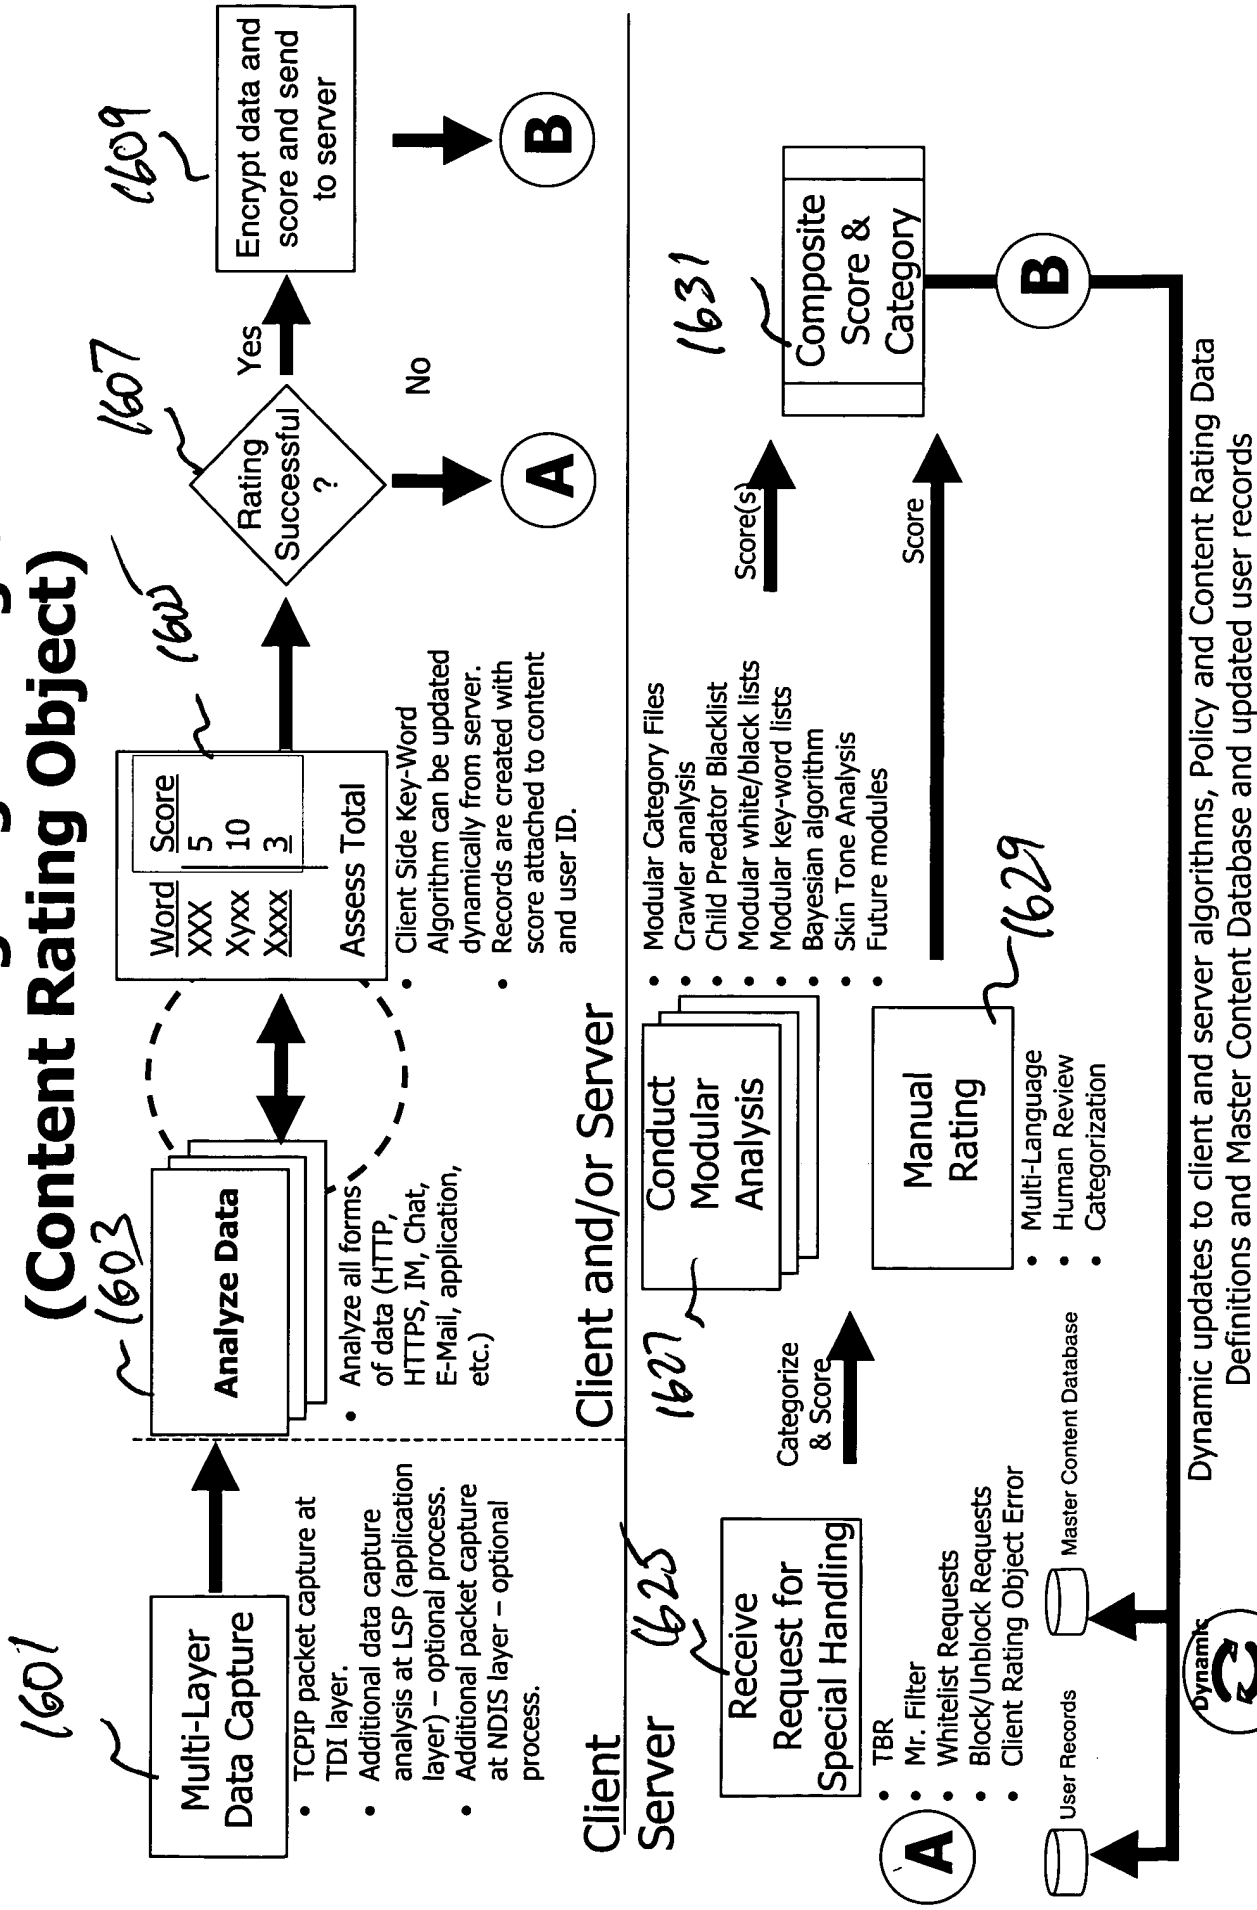 (Content Rating Object)
1601
Multi-Layer
Data Capture
• TCPIP packet capture at
TDI layer.
• Additional data capture
analysis at LSP (application
layer) – optional process.
• Additional packet capture
at NDIS layer – optional
process.
1603
Analyze Data
• Analyze all forms
of data (HTTP,
HTTPS, IM, Chat,
E-Mail, application,
etc.)
Word Score
XXX 5
Xyxx 10
Xxxx 3
Assess Total
• Client Side Key-Word
Algorithm can be updated
dynamically from server.
• Records are created with
score attached to content
and user ID.
1607
Rating
Successful
?
Yes
No
A
1609
Encrypt data and
score and send
to server
B
Client
Client and/or Server
Server
1625
Receive
Request for
Special Handling
A
• TBR
• Mr. Filter
• Whitelist Requests
• Block/Unblock Requests
• Client Rating Object Error
Categorize
& Score
1627
Conduct
Modular
Analysis
• Modular Category Files
• Crawler analysis
• Child Predator Blacklist
• Modular white/black lists
• Modular key-word lists
• Bayesian algorithm
• Skin Tone Analysis
• Future modules
Manual
Rating
1629
• Multi-Language
• Human Review
• Categorization
Score(s)
Score
1631
Composite
Score &
Category
B
User Records
Master Content Database
Dynamic
Dynamic updates to client and server algorithms, Policy and Content Rating Data
Definitions and Master Content Database and updated user records